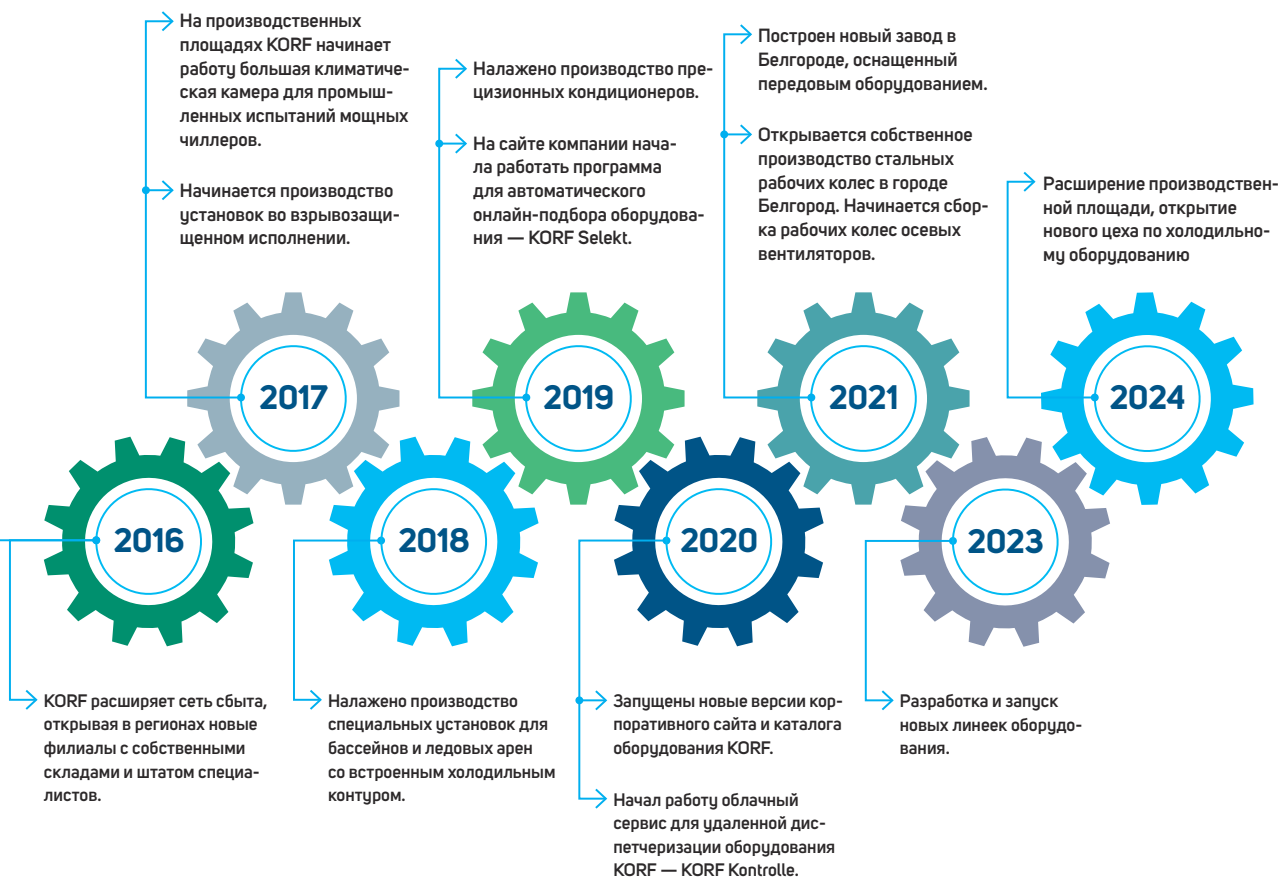 На производственных
площадях KORF начинает
работу большая климатиче-
ская камера для промыш-
ленных испытаний мощных
чиллеров.
Начинается производство
установок во взрывозащи-
щенном исполнении.
Налажено производство пре-
цизионных кондиционеров.
На сайте компании нача-
ла работать программа
для автоматического
онлайн-подбора оборудова-
ния — KORF Selekt.
Построен новый завод в
Белгороде, оснащенный
передовым оборудованием.
Открывается собственное
производство стальных
рабочих колес в городе
Белгород. Начинается сбор-
ка рабочих колес осевых
вентиляторов.
Расширение производствен-
ной площади, открытие
нового цеха по холодильно-
му оборудованию
2017
2019
2021
2024
2016
2018
2020
2023
KORF расширяет сеть сбыта,
открывая в регионах новые
филиалы с собственными
складами и штатом специа-
листов.
Налажено производство
специальных установок для
бассейнов и ледовых арен
со встроенным холодильным
контуром.
Запущены новые версии кор-
поративного сайта и каталога
оборудования KORF.
Начал работу облачный
сервис для удаленной дис-
петчеризации оборудования
KORF — KORF Kontrolle.
Разработка и запуск
новых линеек оборудо-
вания.